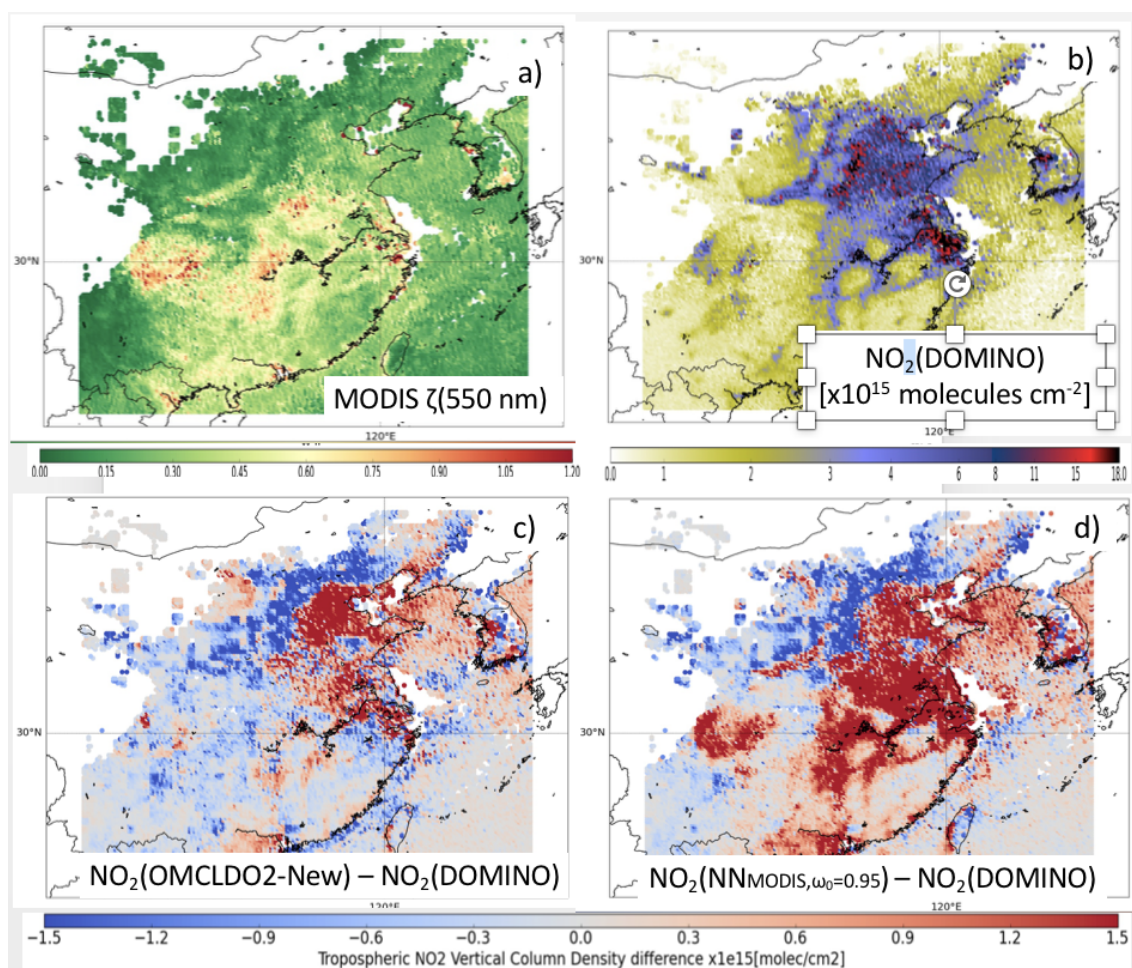 a)
30°N
MODIS ζ(550 nm)
120°E
0.00 0.15 0.30 0.45 0.60 0.75 0.90 1.05 1.20
b)
30°N
NO₂(DOMINO)
[x10¹⁵ molecules cm⁻²]
120°E
0.0 1 2 3 4 6 8 11 15 18.0
c)
30°N
NO₂(OMCLDO2-New) – NO₂(DOMINO)
120°E
d)
30°N
NO₂(NNMODIS,ω₀=0.95) – NO₂(DOMINO)
120°E
−1.5 −1.2 −0.9 −0.6 −0.3 0.0 0.3 0.6 0.9 1.2 1.5
Tropospheric NO2 Vertical Column Density difference x1e15[molec/cm2]